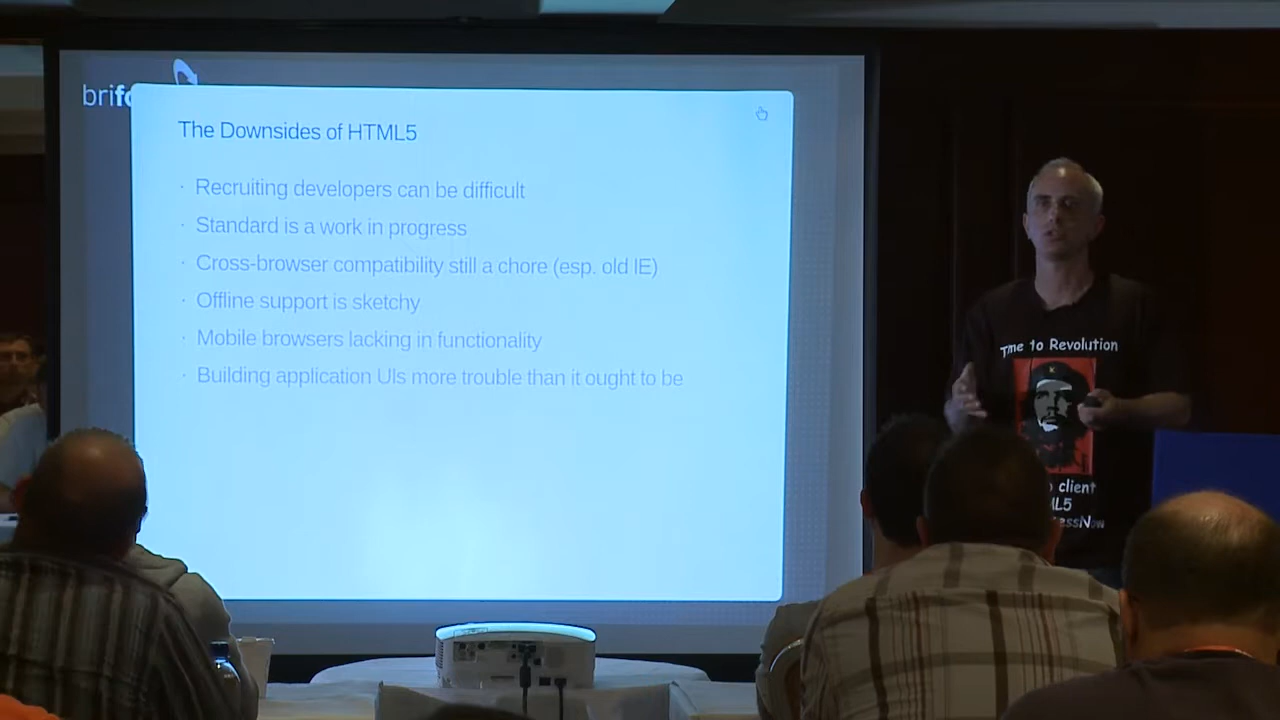 brifo
The Downsides of HTML5
· Recruiting developers can be difficult
· Standard is a work in progress
· Cross-browser compatibility still a chore (esp. old IE)
· Offline support is sketchy
· Mobile browsers lacking in functionality
· Building application UIs more trouble than it ought to be
Time to Revolution
client